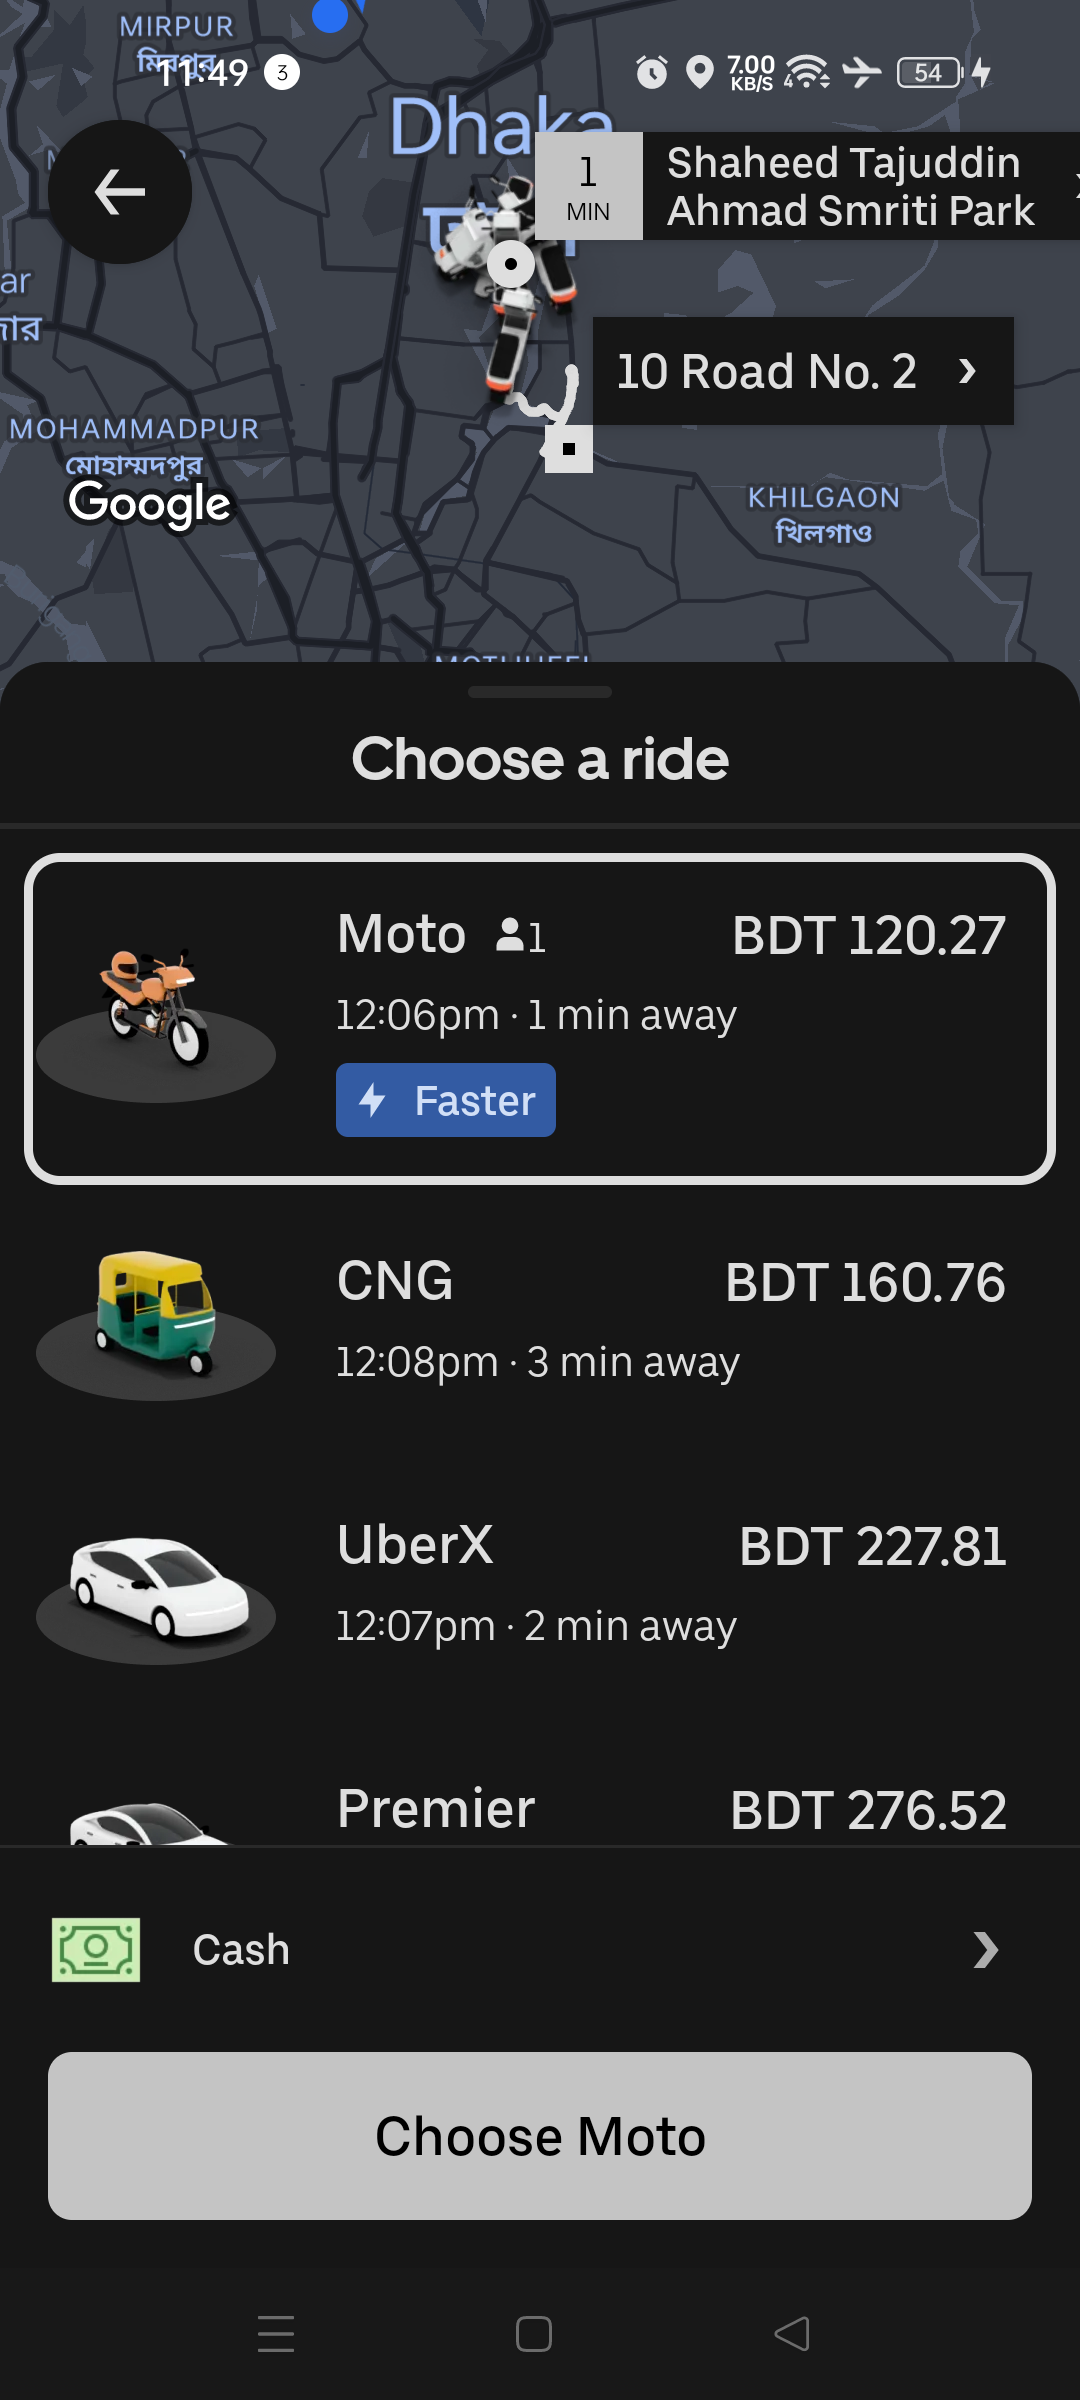 MIRPUR
মিরপুর
11:49 3
7.00
KB/S
4
54
Dhaka
1
MIN
Shaheed Tajuddin
Ahmad Smriti Park
10 Road No. 2
MOHAMMADPUR
মোহাম্মদপুর
Google
KHILGAON
খিলগাও
Choose a ride
Moto 1
BDT 120.27
12:06pm · 1 min away
Faster
CNG
BDT 160.76
12:08pm · 3 min away
UberX
BDT 227.81
12:07pm · 2 min away
Premier
BDT 276.52
Cash
Choose Moto